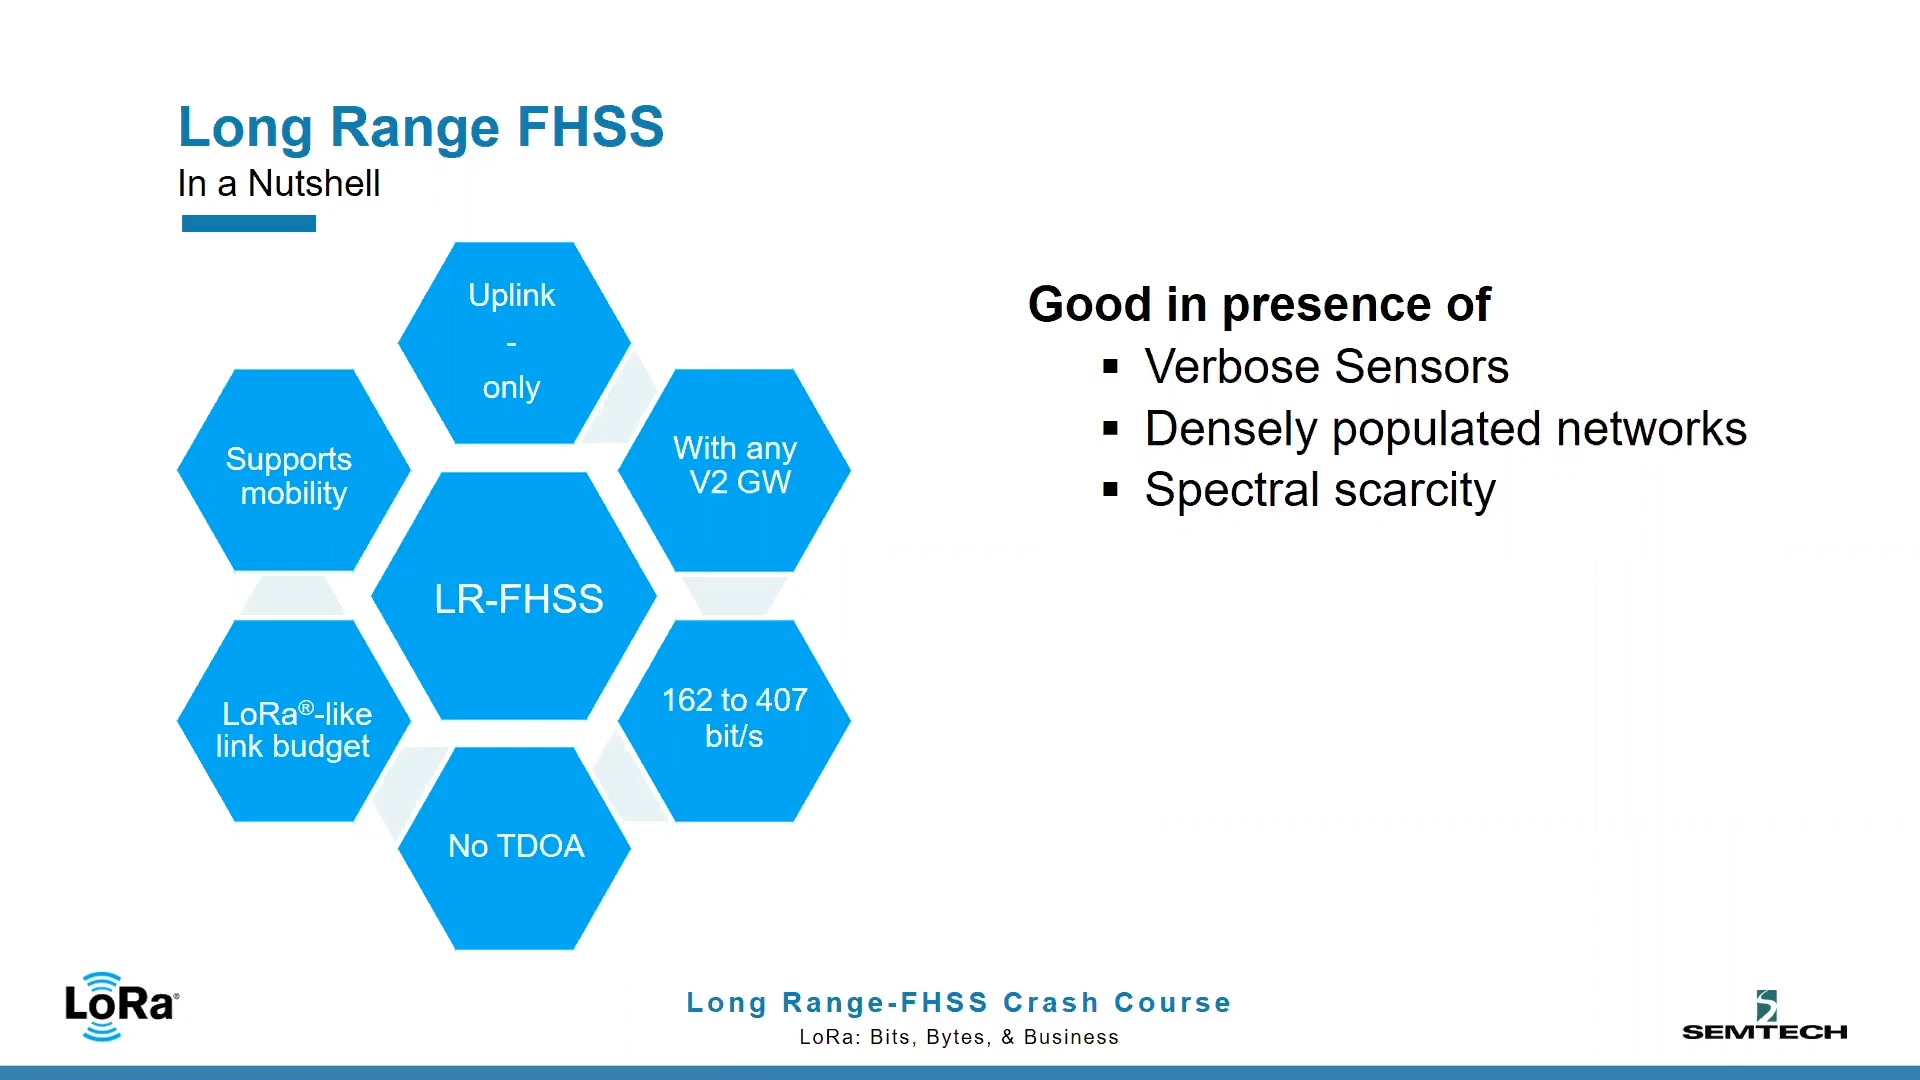 Long Range FHSS
In a Nutshell
Uplink
-
only
With any
V2 GW
162 to 407
bit/s
No TDOA
LoRa®-like
link budget
Supports
mobility
LR-FHSS
Good in presence of
▪ Verbose Sensors
▪ Densely populated networks
▪ Spectral scarcity
LoRa®
Long Range-FHSS Crash Course
LoRa: Bits, Bytes, & Business
SEMTECH